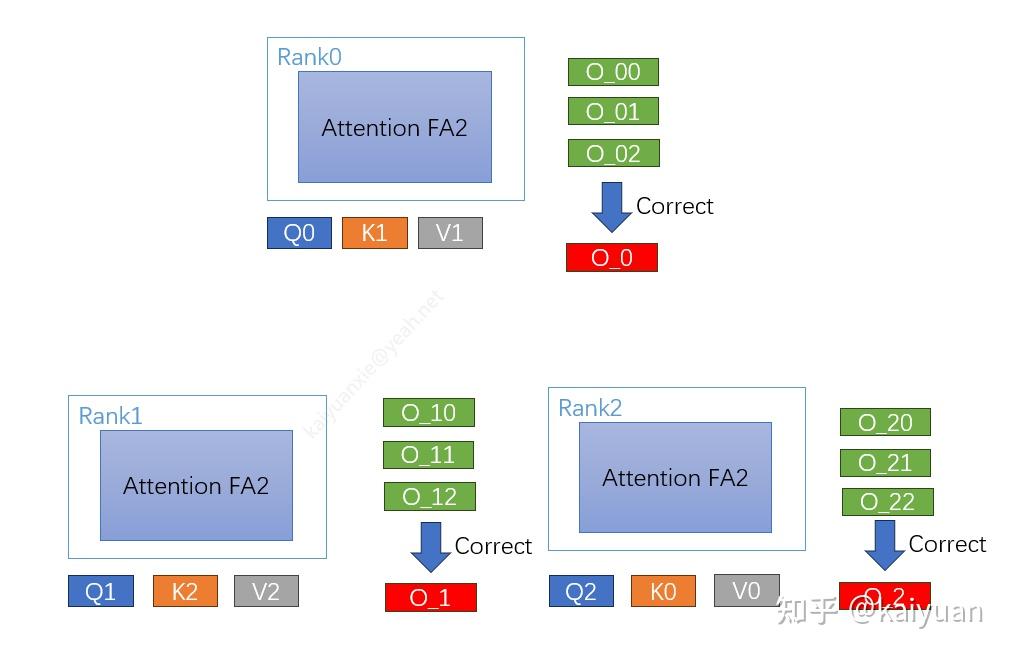 Rank0
Attention FA2
Q0 K1 V1
O_00
O_01
O_02
Correct
O_0
kaiyuanxie@yeah.net
Rank1
Attention FA2
Q1 K2 V2
O_10
O_11
O_12
Correct
O_1
Rank2
Attention FA2
Q2 K0 V0
O_20
O_21
O_22
Correct
O_2
知乎 @kaiyuan